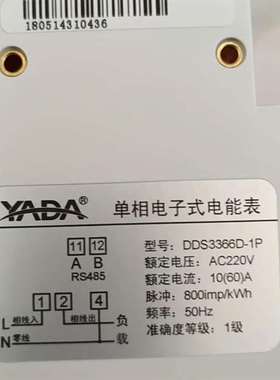 180514310436
YADA® 单相电子式电能表
11 12
A B
RS485
型号: DDS3366D-1P
额定电压: AC220V
额定电流: 10(60)A
脉冲: 800imp/kWh
频率: 50Hz
准确度等级: 1级
1 2 4
L 相线入 相线出 负
N 零线 载